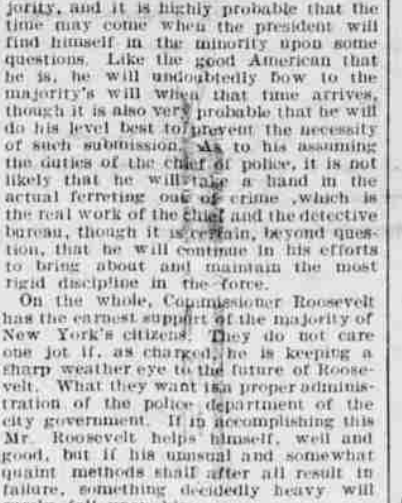 jority, and it is highly probable that the
time may come when the president will
find himself in the minority upon some
questions. Like the good American that
he is, he will undoubtedly bow to the
majority's will when that time arrives,
though it is also very probable that he will
do his level best to prevent the necessity
of such submission. As to his assuming
the duties of the chief of police, it is not
likely that he will take a hand in the
actual ferreting out of crime ,which is
the real work of the chief and the detective
bureau, though it is certain, beyond ques-
tion, that he will continue in his efforts
to bring about and maintain the most
rigid discipline in the force.
On the whole, Commissioner Roosevelt
has the earnest support of the majority of
New York's citizens. They do not care
one jot if, as charged, he is keeping a
sharp weather eye to the future of Roose-
velt. What they want is a proper adminis-
tration of the police department of the
city government. If in accomplishing this
Mr. Roosevelt helps himself, well and
good, but if his unusual and somewhat
quaint methods shall after all result in
failure, something decidedly heavy will